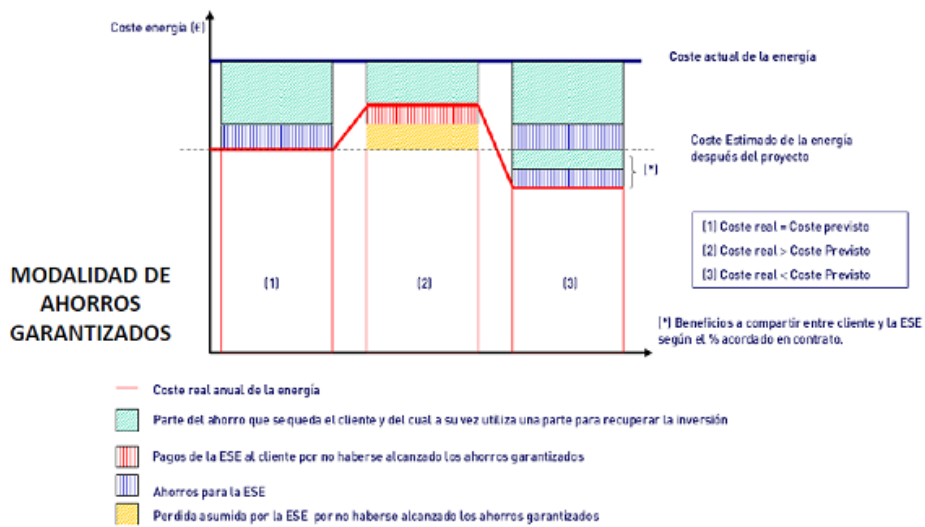 Coste energía (€)
Coste actual de la energía
Coste Estimado de la energía
después del proyecto
(*)
(1) Coste real = Coste previsto
(2) Coste real > Coste Previsto
(3) Coste real < Coste Previsto
MODALIDAD DE
AHORROS
GARANTIZADOS
(1)
(2)
(3)
(*) Beneficios a compartir entre cliente y la ESE
según el % acordado en contrato.
Coste real anual de la energía
Parte del ahorro que se queda el cliente y del cual a su vez utiliza una parte para recuperar la inversión
Pagos de la ESE al cliente por no haberse alcanzado los ahorros garantizados
Ahorros para la ESE
Perdida asumida por la ESE por no haberse alcanzado los ahorros garantizados